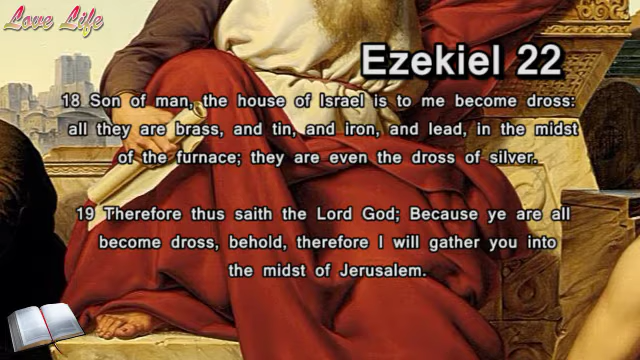 Love Life
Ezekiel 22
18 Son of man, the house of Israel is to me become dross:
all they are brass, and tin, and iron, and lead, in the midst
of the furnace; they are even the dross of silver.
19 Therefore thus saith the Lord God; Because ye are all
become dross, behold, therefore I will gather you into
the midst of Jerusalem.